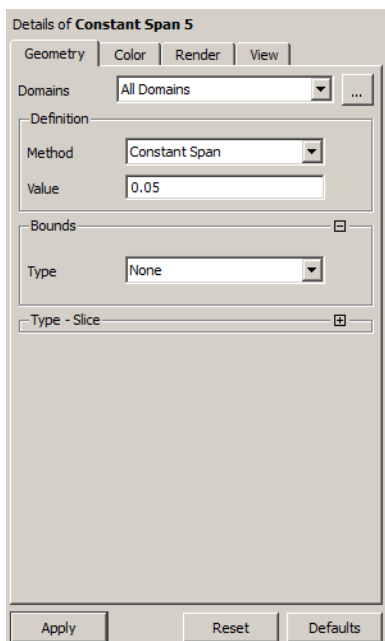 Details of Constant Span 5
Geometry Color Render View
Domains All Domains ...
Definition
Method Constant Span
Value 0.05
Bounds
Type None
Type - Slice
Apply Reset Defaults